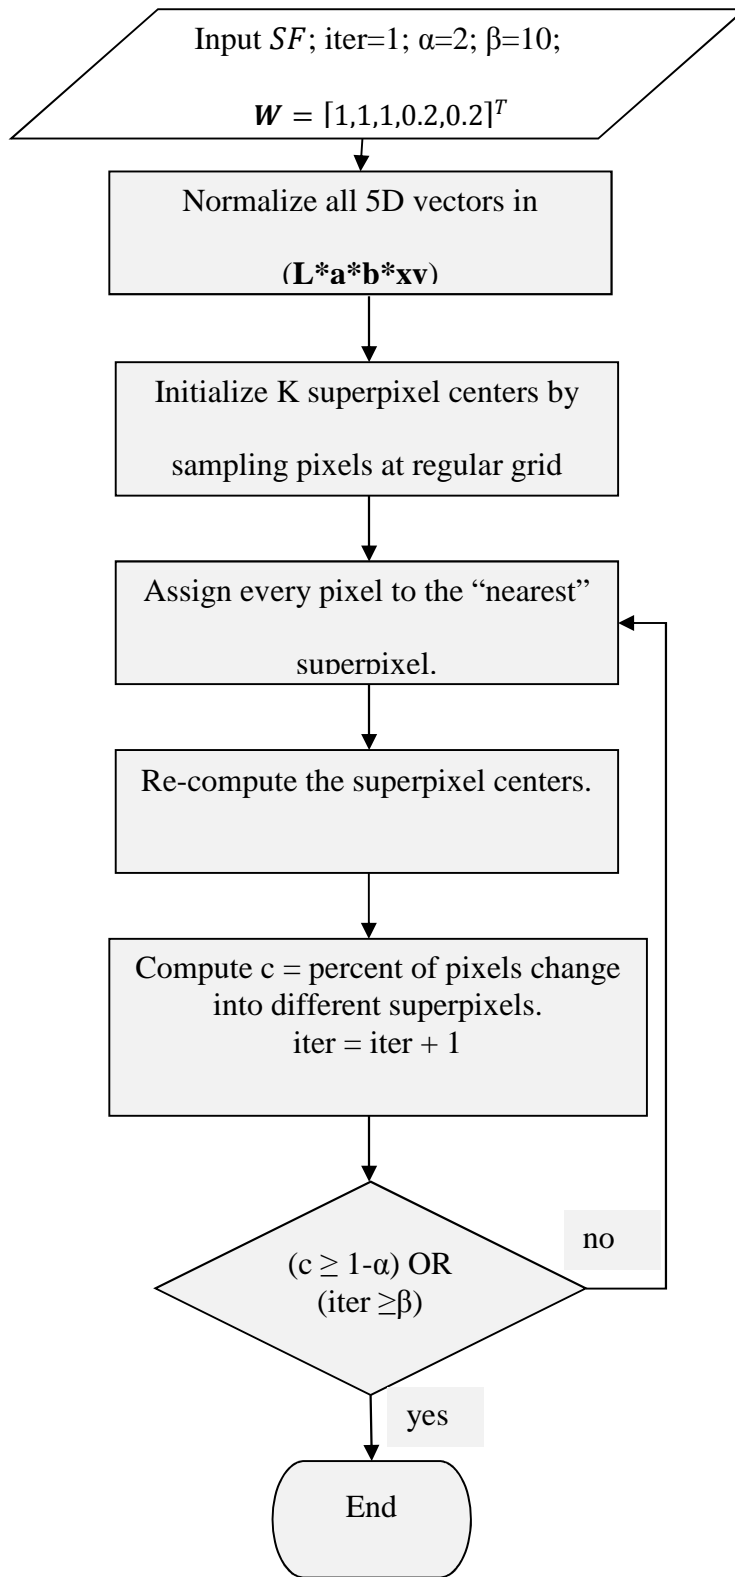 Input SF; iter=1; α=2; β=10;
W = [1,1,1,0.2,0.2]ᵀ
Normalize all 5D vectors in
(L*a*b*xy)
Initialize K superpixel centers by
sampling pixels at regular grid
Assign every pixel to the “nearest”
superpixel.
Re-compute the superpixel centers.
Compute c = percent of pixels change
into different superpixels.
iter = iter + 1
(c ≥ 1-α) OR
(iter ≥β)
no
yes
End